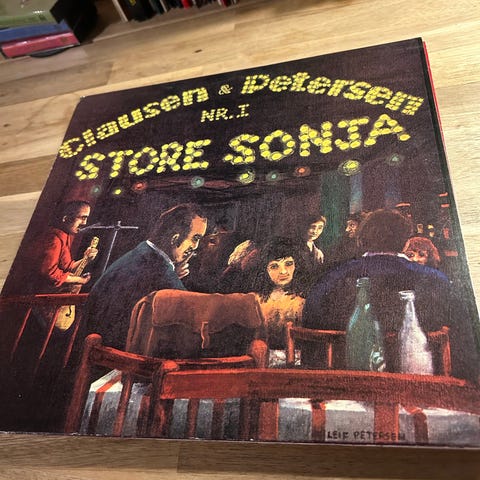 Clausen & Petersen
NR.I
STORE SONJA
LEIF PETERSEN